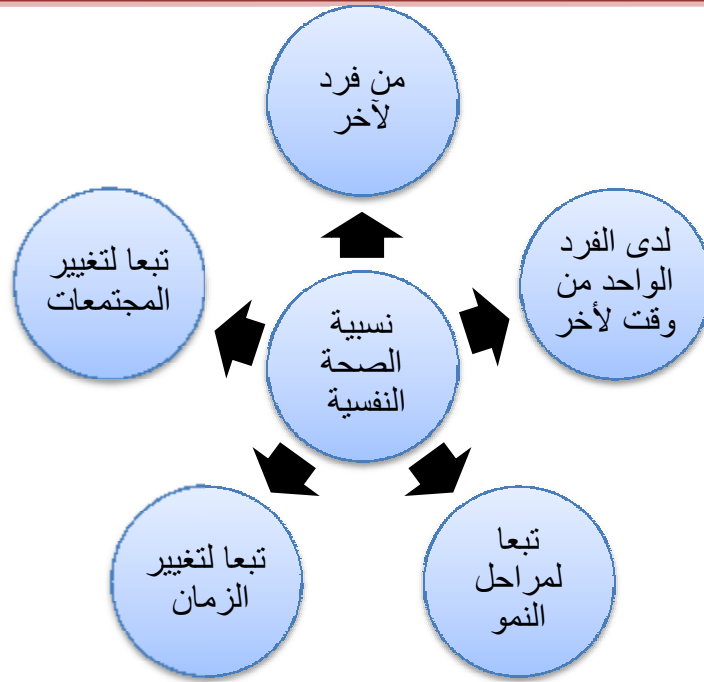 من فرد
لآخر
لدى الفرد
الواحد من
وقت لأخر
تبعا
لمراحل
النمو
تبعا لتغيير
الزمان
تبعا لتغيير
المجتمعات
نسبية
الصحة
النفسية